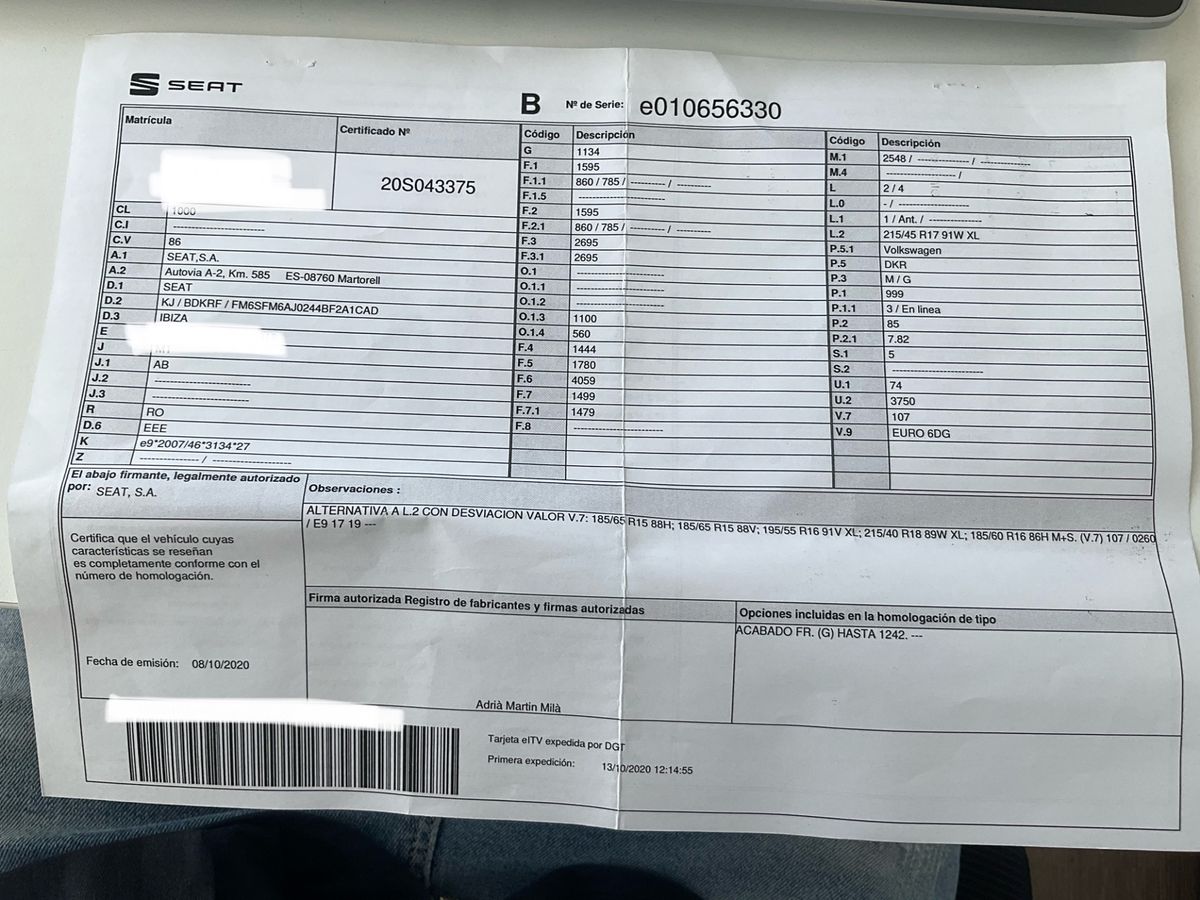 SEAT
B Nº de Serie: e010656330
Matrícula
Certificado Nº
20S043375
CL 1000
C.I ----------------------
C.V 86
A.1 SEAT,S.A.
A.2 Autovia A-2, Km. 585 ES-08760 Martorell
D.1 SEAT
D.2 KJ / BDKRF / FM6SFM6AJ0244BF2A1CAD
D.3 IBIZA
E
J M1
J.1 AB
J.2 ----------------------
J.3 ----------------------
R RO
D.6 EEE
K e9*2007/46*3134*27
Z -------------- / -------------------
Código Descripción
G 1134
F.1 1595
F.1.1 860 / 785 / --------- / ---------
F.1.5 ----------------------
F.2 1595
F.2.1 860 / 785 / --------- / ---------
F.3 2695
F.3.1 2695
O.1 ----------------------
O.1.1 ----------------------
O.1.2 ----------------------
O.1.3 1100
O.1.4 560
F.4 1444
F.5 1780
F.6 4059
F.7 1499
F.7.1 1479
F.8 ----------------------
Código Descripción
M.1 2548 / ------------- / -------------
M.4 ------------------ /
L 2 / 4
L.0 - / -----------------
L.1 1 / Ant. / -------------
L.2 215/45 R17 91W XL
P.5.1 Volkswagen
P.5 DKR
P.3 M / G
P.1 999
P.1.1 3 / En linea
P.2 85
P.2.1 7.82
S.1 5
S.2 ----------------------
U.1 74
U.2 3750
V.7 107
V.9 EURO 6DG
El abajo firmante, legalmente autorizado
por: SEAT, S.A.
Certifica que el vehículo cuyas
características se reseñan
es completamente conforme con el
número de homologación.
Fecha de emisión: 08/10/2020
Observaciones :
ALTERNATIVA A L.2 CON DESVIACION VALOR V.7: 185/65 R15 88H; 185/65 R15 88V; 195/55 R16 91V XL; 215/40 R18 89W XL; 185/60 R16 86H M+S. (V.7) 107 / 0260
/ E9 17 19 ---
Firma autorizada Registro de fabricantes y firmas autorizadas
Adrià Martin Milà
Opciones incluidas en la homologación de tipo
ACABADO FR. (G) HASTA 1242. ---
Tarjeta eITV expedida por DGT
Primera expedición: 13/10/2020 12:14:55